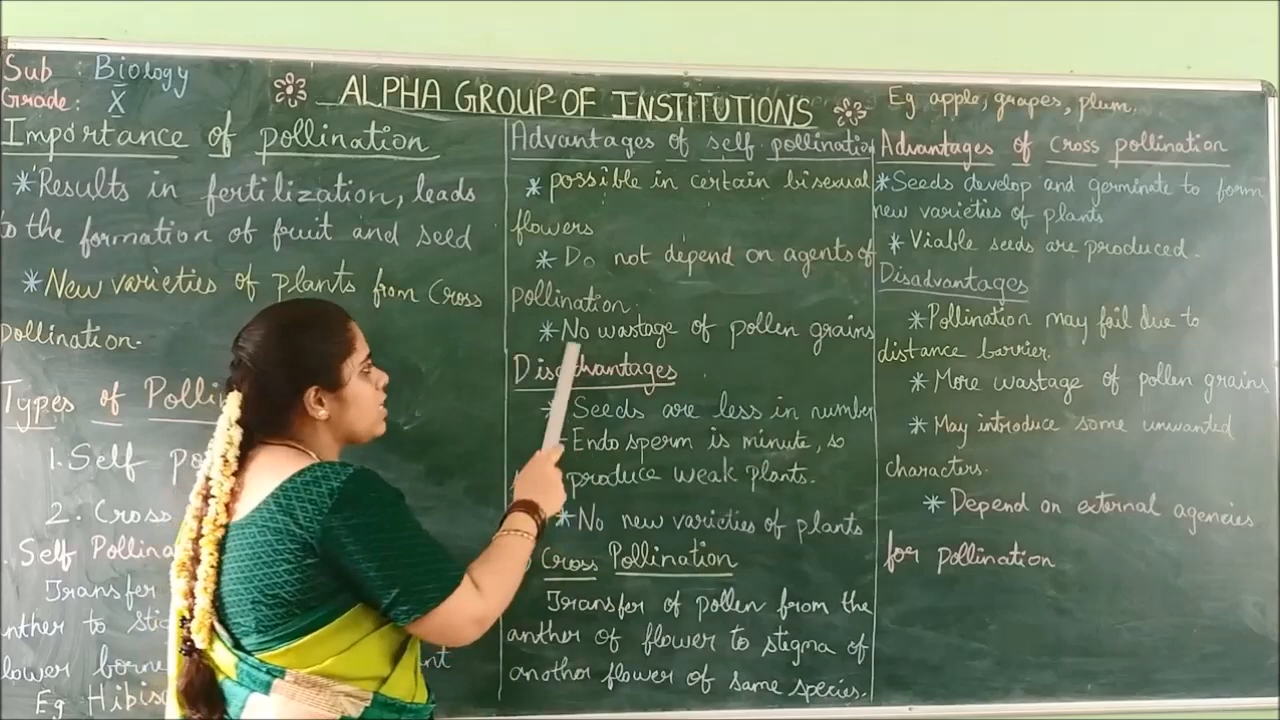 Sub : Biology
Grade: X
ALPHA GROUP OF INSTITUTIONS
Importance of pollination
*Results in fertilization, leads
to the formation of fruit and seed
*New varieties of plants from Cross
pollination.
Types of
1. Self
2. Cross
Self
Transfer
to
borne
Eg
Advantages of self pollination
* possible in certain bisexual
flowers
* Do not depend on agents of
pollination.
* No wastage of pollen grains
Disadvantages
* Seeds are less in number
Endo sperm is minute, so
produce weak plants.
* No new varieties of plants
Cross Pollination
Transfer of pollen from the
anther of flower to stigma of
another flower of same species.
Eg apple, grapes, plum.
Advantages of cross pollination
*Seeds develop and germinate to form
new varieties of plants
* Viable seeds are produced.
Disadvantages
* Pollination may fail due to
distance barrier.
* More wastage of pollen grains
* May introduce some unwanted
characters.
* Depend on external agencies
for pollination